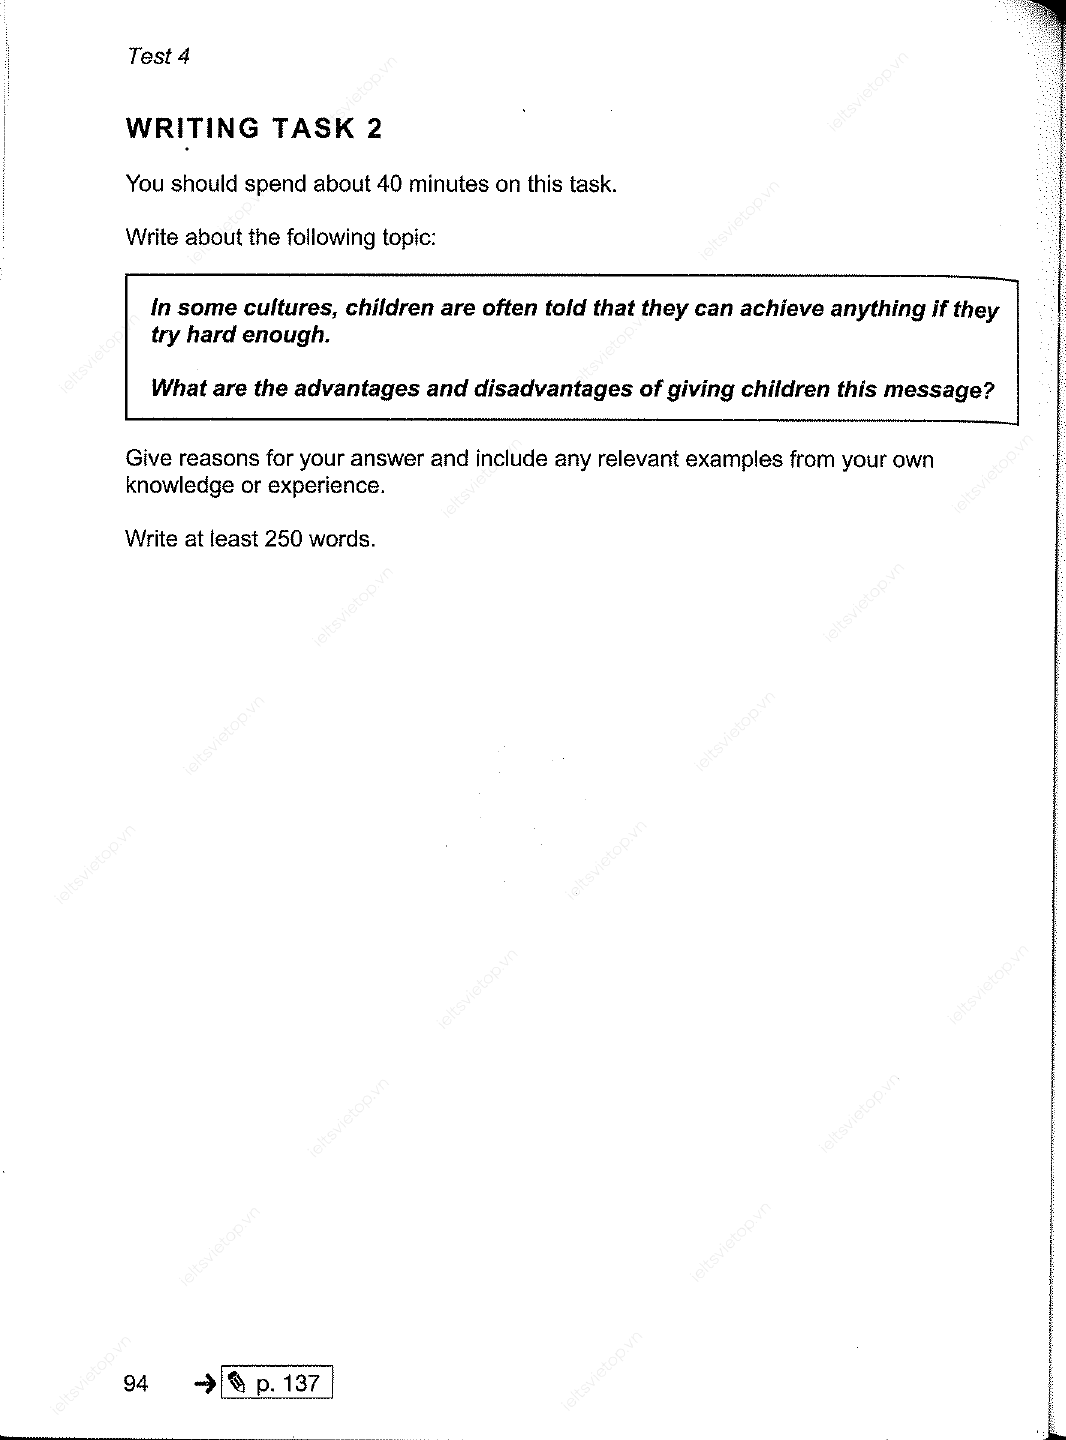 Test 4
WRITING TASK 2
You should spend about 40 minutes on this task.
Write about the following topic:
In some cultures, children are often told that they can achieve anything if they
try hard enough.
What are the advantages and disadvantages of giving children this message?
Give reasons for your answer and include any relevant examples from your own
knowledge or experience.
Write at least 250 words.
94
p. 137
ieltsvietop.vn